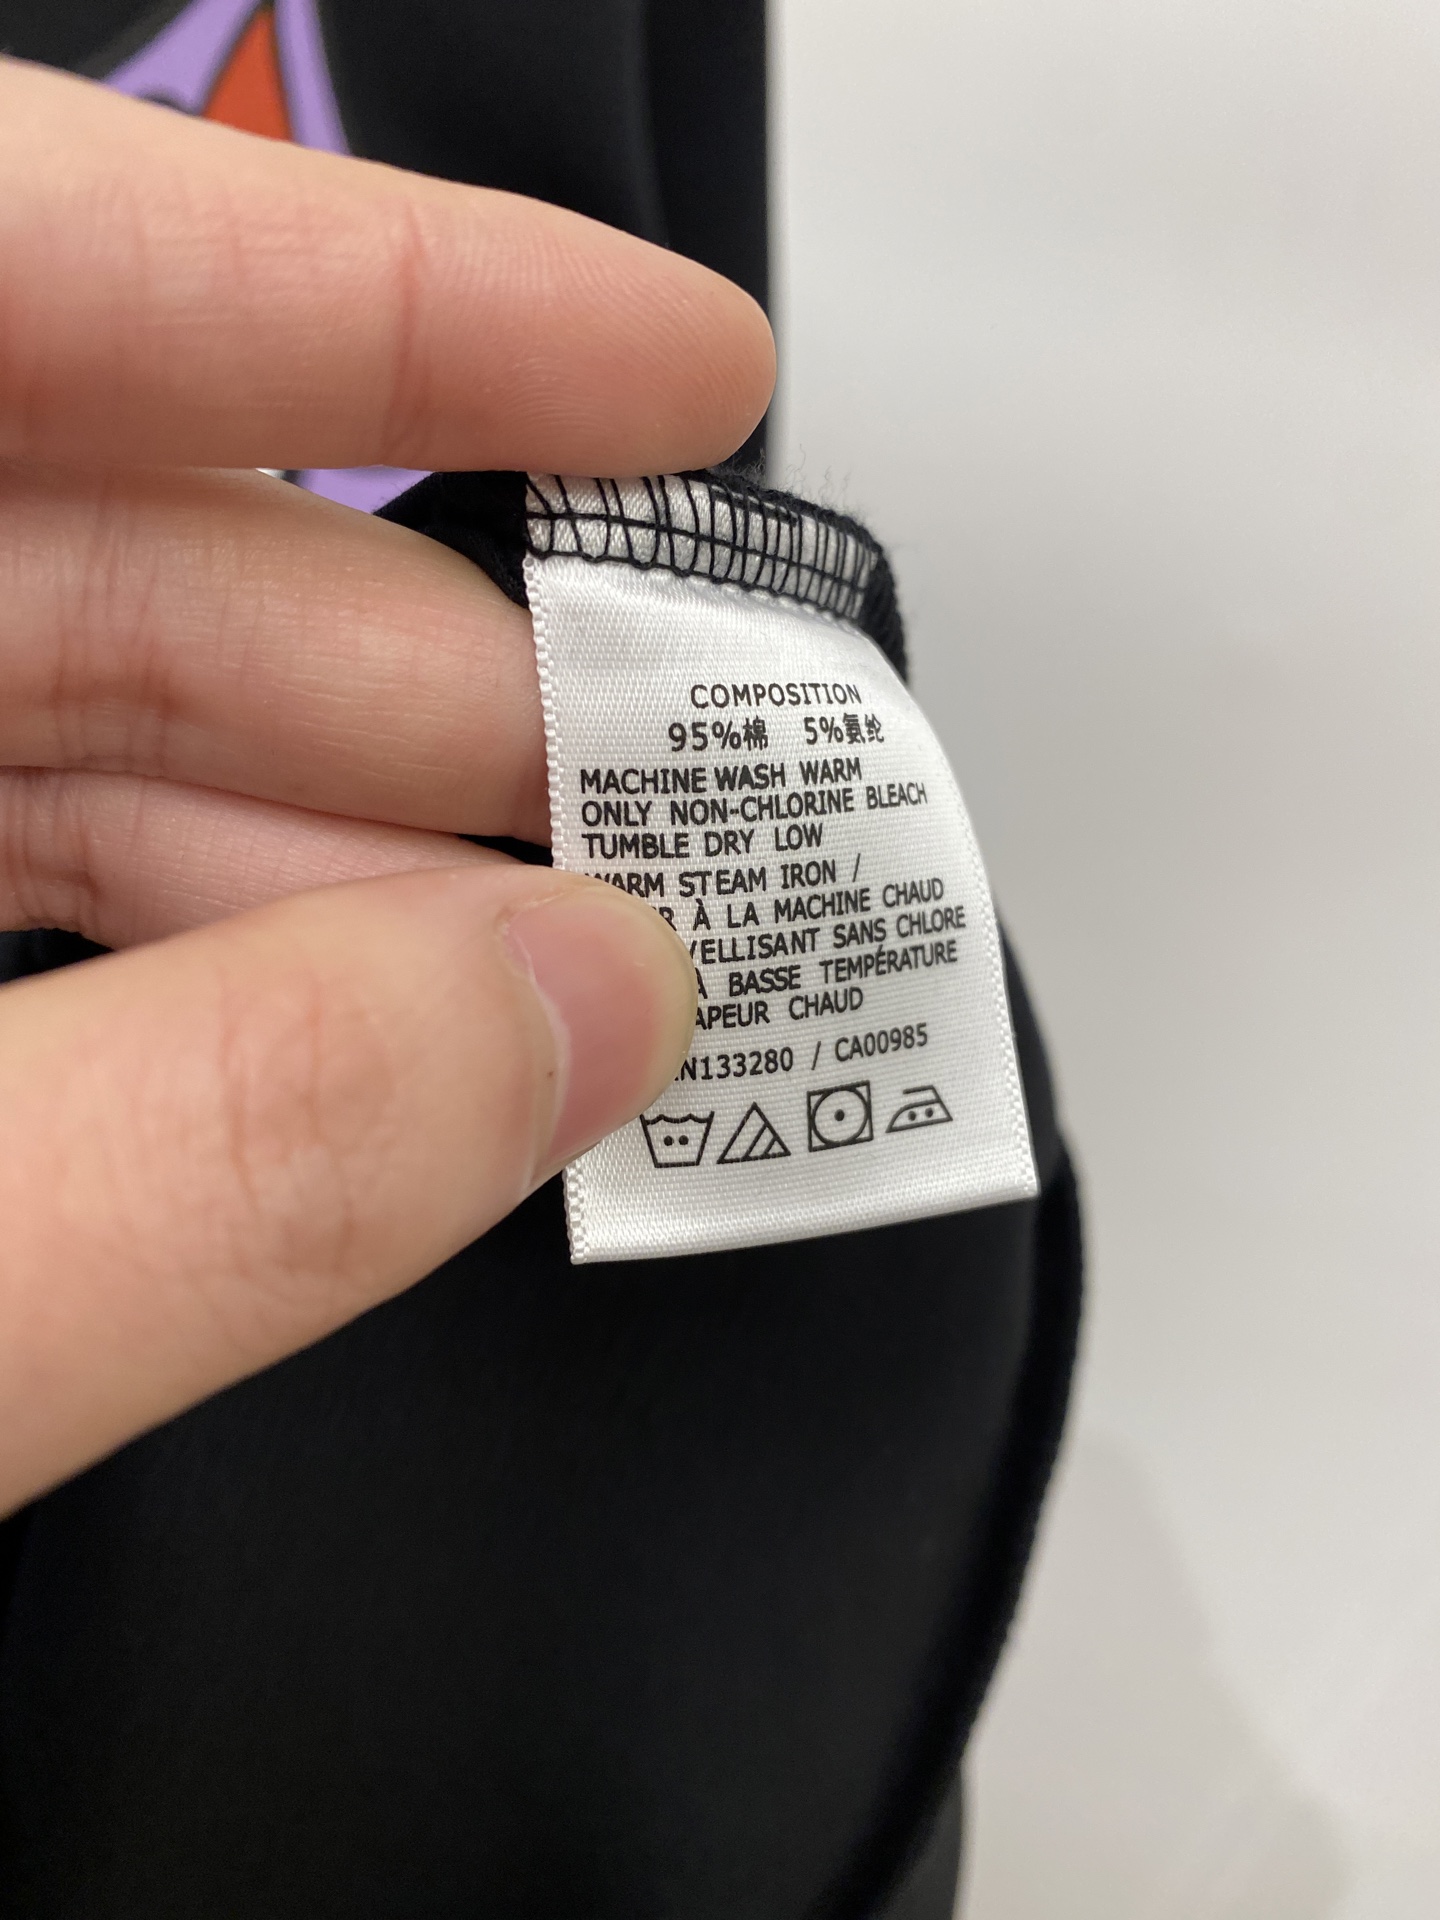 COMPOSITION
95%棉 5%氨纶
MACHINE WASH WARM
ONLY NON-CHLORINE BLEACH
TUMBLE DRY LOW
WARM STEAM IRON /
À LA MACHINE CHAUD
SANS CHLORE
À BASSE TEMPÉRATURE
CHAUD
N133280 / CA00985